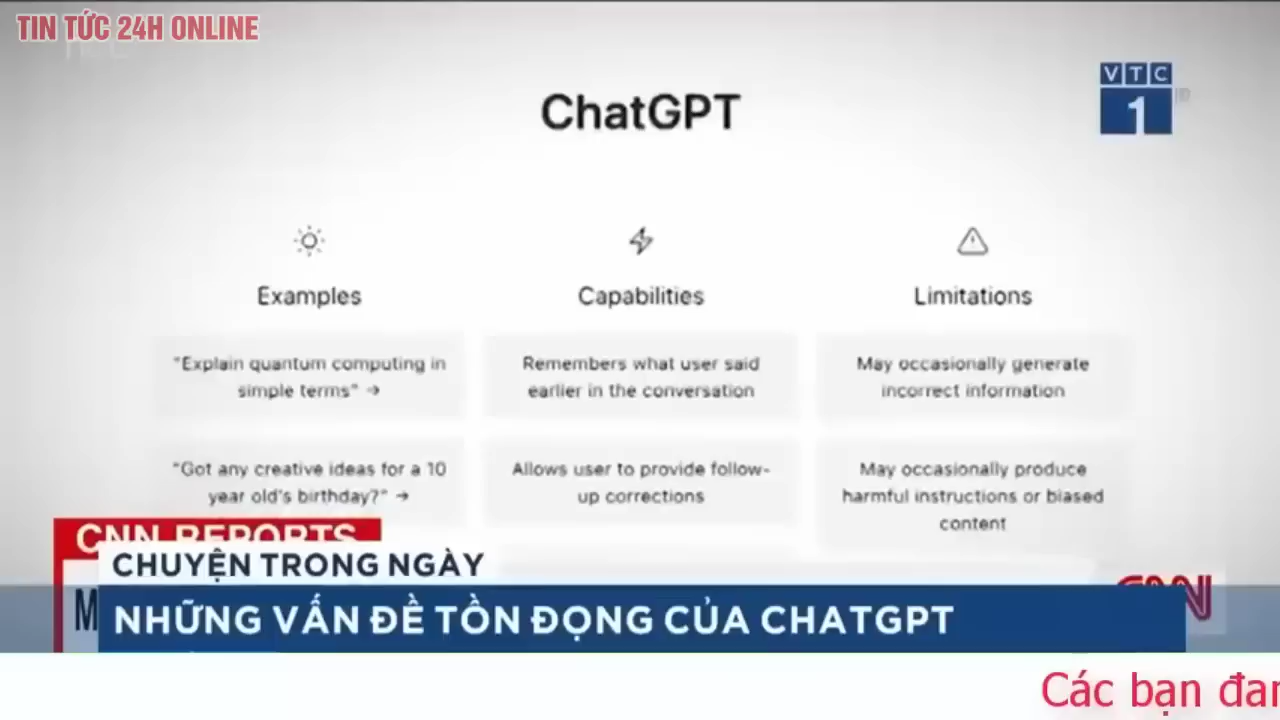 TIN TỨC 24H ONLINE
VTC
1
ChatGPT
Examples
Capabilities
Limitations
"Explain quantum computing in
simple terms" →
Remembers what user said
earlier in the conversation
May occasionally generate
incorrect information
"Got any creative ideas for a 10
year old's birthday?" →
Allows user to provide follow-
up corrections
May occasionally produce
harmful instructions or biased
content
CNN REPORTS
CHUYỆN TRONG NGÀY
CNN
NHỮNG VẤN ĐỀ TỒN ĐỌNG CỦA CHATGPT
Các bạn đan